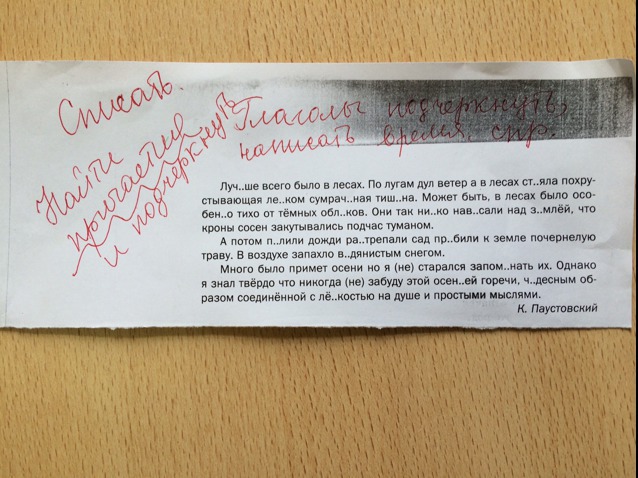 Списать.
Найти
причастия
и подчеркнуть
Глаголы подчеркнуть,
написать время, спр.
Луч..ше всего было в лесах. По лугам дул ветер а в лесах ст..яла похру-
стывающая ле..ком сумрач..ная тиш..на. Может быть, в лесах было осо-
бен..о тихо от тёмных обл..ков. Они так ни..ко нав..сали над з..млёй, что
кроны сосен закутывались подчас туманом.
А потом п..лили дожди ра..трепали сад пр..били к земле почернелую
траву. В воздухе запахло в..дянистым снегом.
Много было примет осени но я (не) старался запом..нать их. Однако
я знал твёрдо что никогда (не) забуду этой осен..ей горечи, ч..десным об-
разом соединённой с лё..костью на душе и простыми мыслями.
К. Паустовский